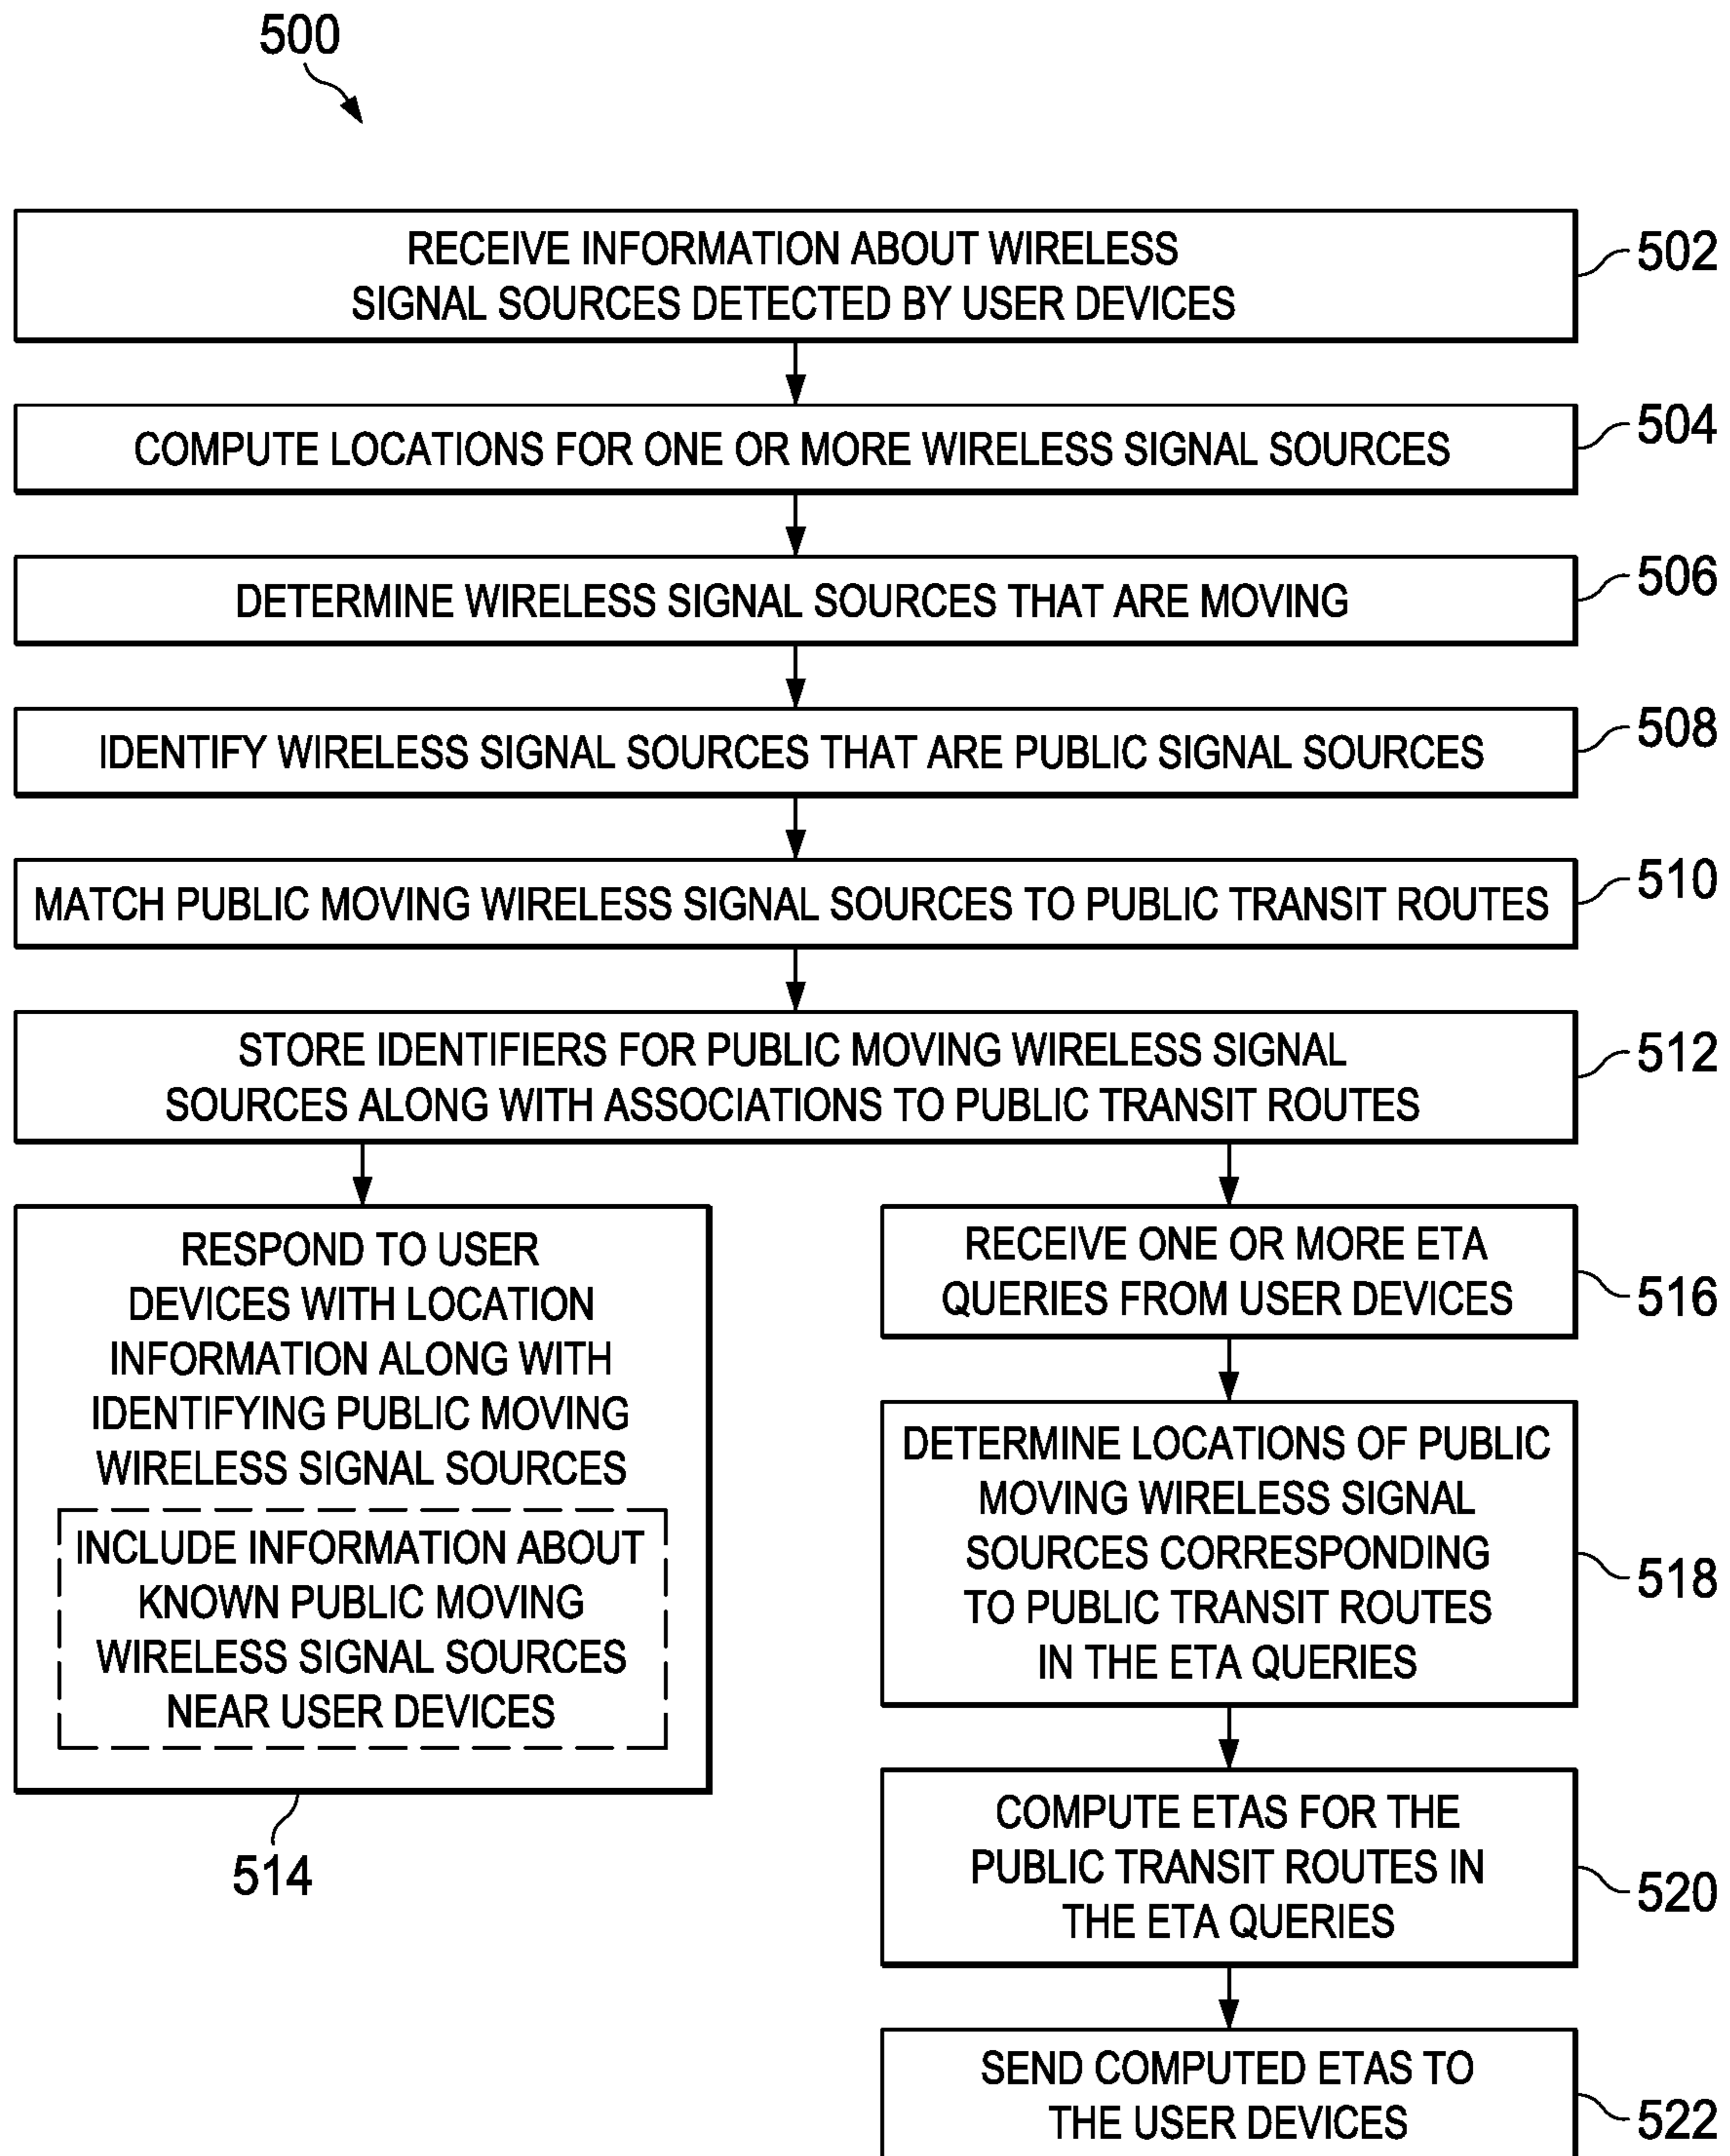 500
RECEIVE INFORMATION ABOUT WIRELESS
SIGNAL SOURCES DETECTED BY USER DEVICES
502
COMPUTE LOCATIONS FOR ONE OR MORE WIRELESS SIGNAL SOURCES
504
DETERMINE WIRELESS SIGNAL SOURCES THAT ARE MOVING
506
IDENTIFY WIRELESS SIGNAL SOURCES THAT ARE PUBLIC SIGNAL SOURCES
508
MATCH PUBLIC MOVING WIRELESS SIGNAL SOURCES TO PUBLIC TRANSIT ROUTES
510
STORE IDENTIFIERS FOR PUBLIC MOVING WIRELESS SIGNAL
SOURCES ALONG WITH ASSOCIATIONS TO PUBLIC TRANSIT ROUTES
512
RESPOND TO USER
DEVICES WITH LOCATION
INFORMATION ALONG WITH
IDENTIFYING PUBLIC MOVING
WIRELESS SIGNAL SOURCES
INCLUDE INFORMATION ABOUT
KNOWN PUBLIC MOVING
WIRELESS SIGNAL SOURCES
NEAR USER DEVICES
514
RECEIVE ONE OR MORE ETA
QUERIES FROM USER DEVICES
516
DETERMINE LOCATIONS OF PUBLIC
MOVING WIRELESS SIGNAL
SOURCES CORRESPONDING
TO PUBLIC TRANSIT ROUTES
IN THE ETA QUERIES
518
COMPUTE ETAS FOR THE
PUBLIC TRANSIT ROUTES IN
THE ETA QUERIES
520
SEND COMPUTED ETAS TO
THE USER DEVICES
522